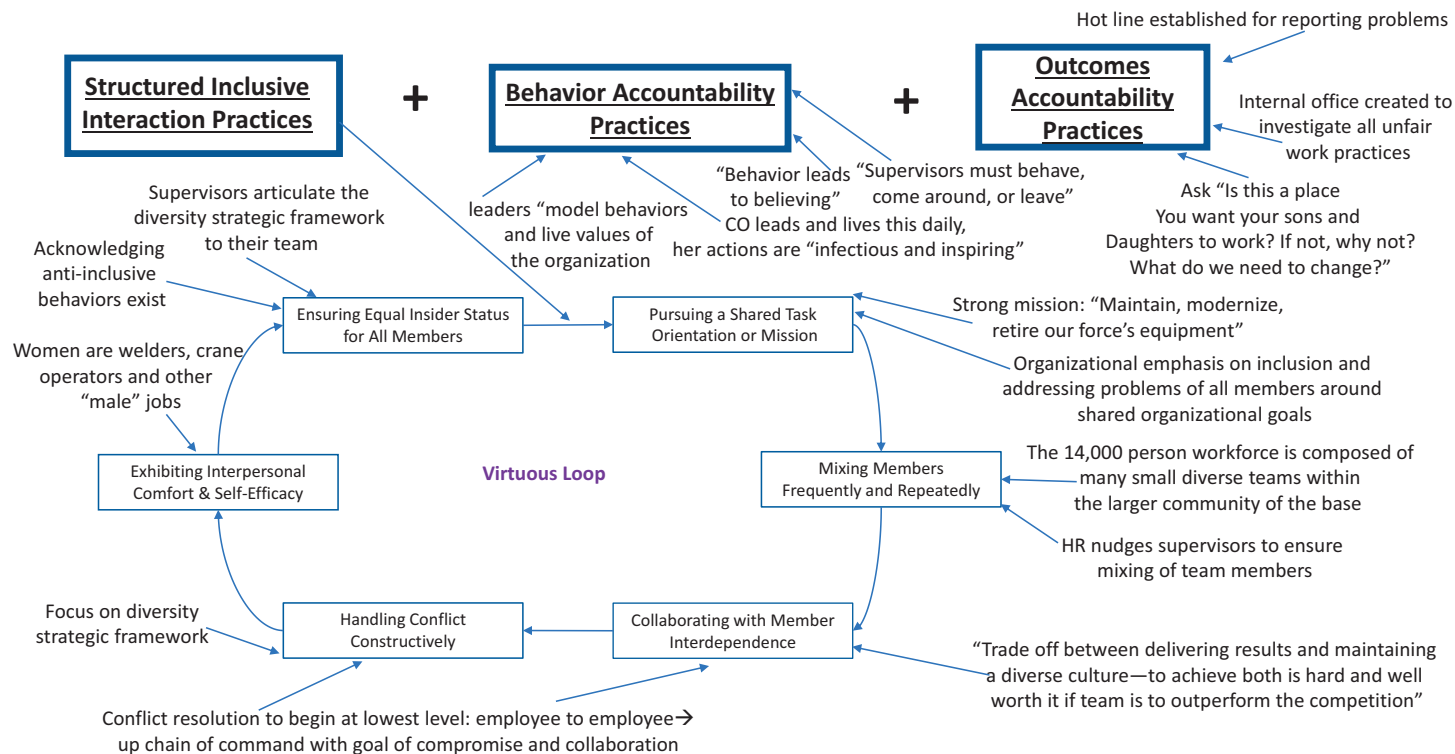 Hot line established for reporting problems
Structured Inclusive
Interaction Practices
+
Behavior Accountability
Practices
+
Outcomes
Accountability
Practices
Internal office created to
investigate all unfair
work practices
Supervisors articulate the
diversity strategic framework
to their team
leaders “model behaviors
and live values of
the organization
“Behavior leads
to believing”
“Supervisors must behave,
come around, or leave”
CO leads and lives this daily,
her actions are “infectious and inspiring”
Ask “Is this a place
You want your sons and
Daughters to work? If not, why not?
What do we need to change?”
Acknowledging
anti-inclusive
behaviors exist
Ensuring Equal Insider Status
for All Members
Pursuing a Shared Task
Orientation or Mission
Strong mission: “Maintain, modernize,
retire our force’s equipment”
Women are welders, crane
operators and other
“male” jobs
Organizational emphasis on inclusion and
addressing problems of all members around
shared organizational goals
Exhibiting Interpersonal
Comfort & Self-Efficacy
Virtuous Loop
Mixing Members
Frequently and Repeatedly
The 14,000 person workforce is composed of
many small diverse teams within
the larger community of the base
HR nudges supervisors to ensure
mixing of team members
Focus on diversity
strategic framework
Handling Conflict
Constructively
Collaborating with Member
Interdependence
“Trade off between delivering results and maintaining
a diverse culture—to achieve both is hard and well
worth it if team is to outperform the competition”
Conflict resolution to begin at lowest level: employee to employee→
up chain of command with goal of compromise and collaboration